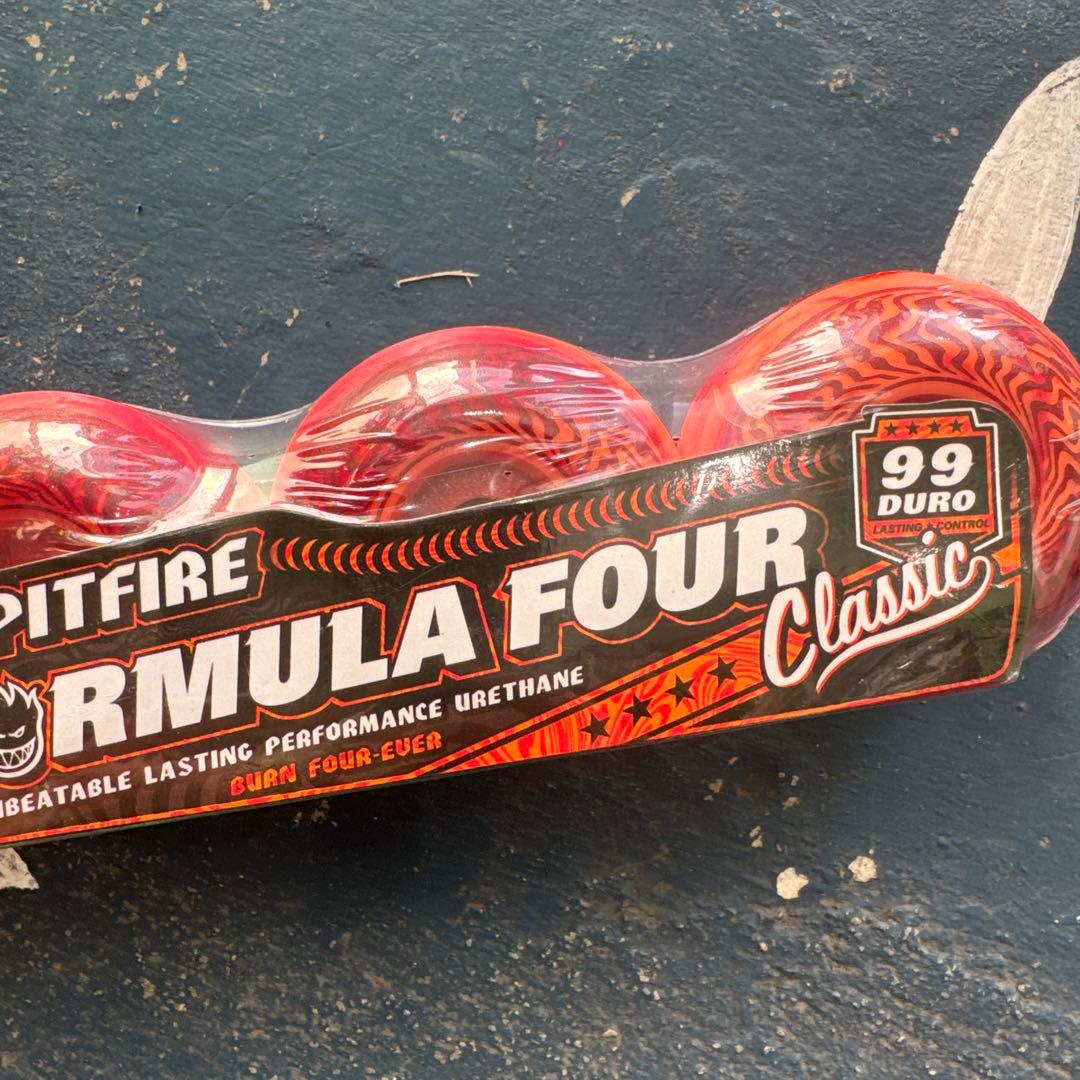 PITFIRE
RMULA FOUR
BEATABLE LASTING PERFORMANCE URETHANE
BURN FOUR-EVER
99
DURO
LASTING CONTROL
Classic